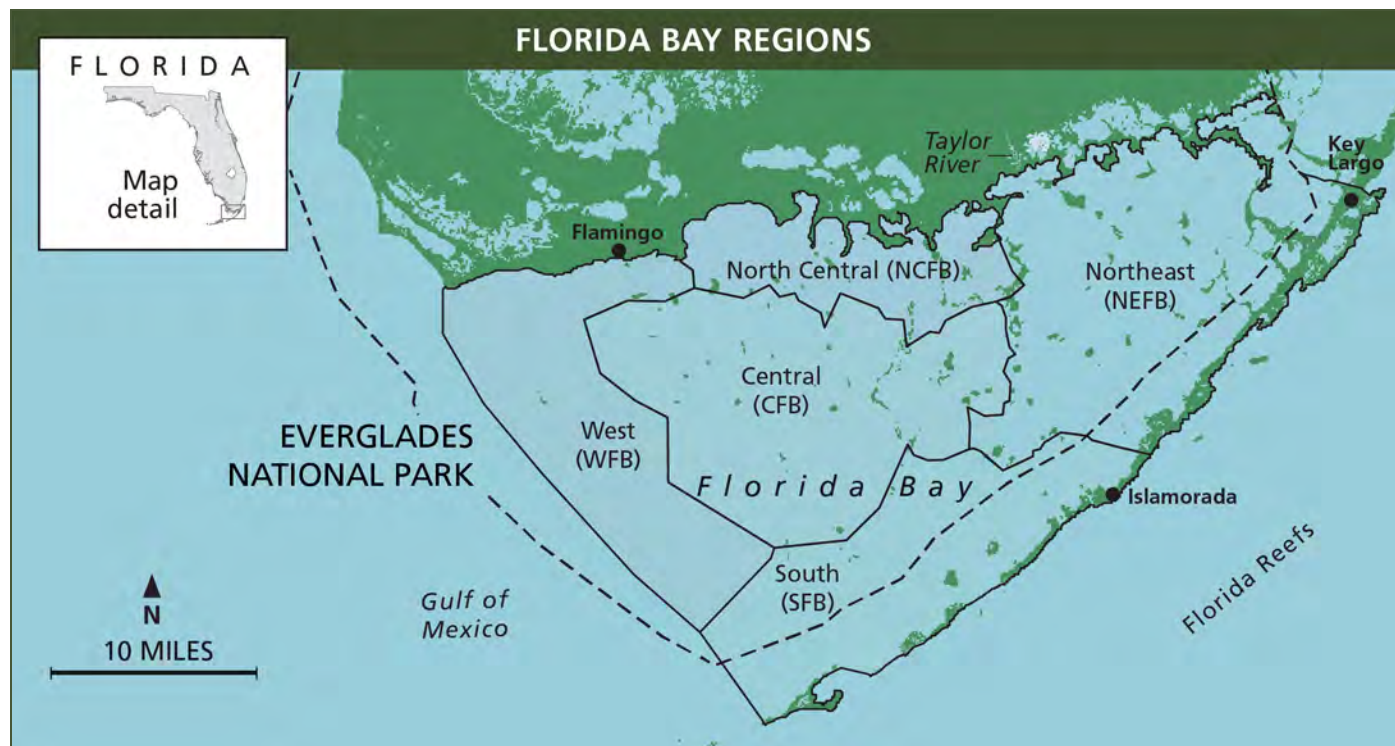 FLORIDA BAY REGIONS
FLORIDA
Map
detail
Taylor
River
Key
Largo
Flamingo
North Central (NCFB)
Northeast
(NEFB)
Central
(CFB)
West
(WFB)
EVERGLADES
NATIONAL PARK
Florida Bay
Islamorada
South
(SFB)
Gulf of
Mexico
Florida Reefs
N
10 MILES